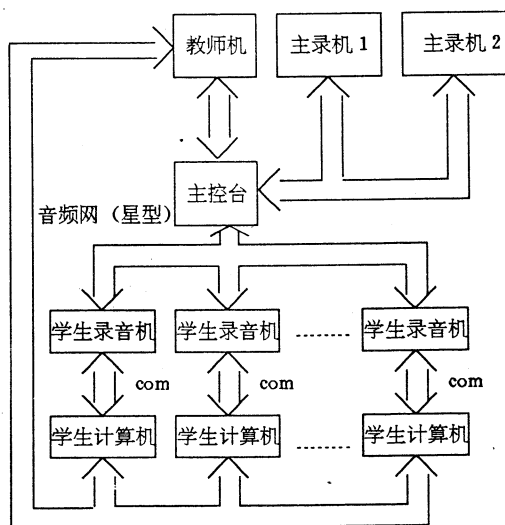 教师机
主录机 1
主录机 2
主控台
音频网（星型）
学生录音机
学生录音机
学生录音机
com
com
com
学生计算机
学生计算机
学生计算机